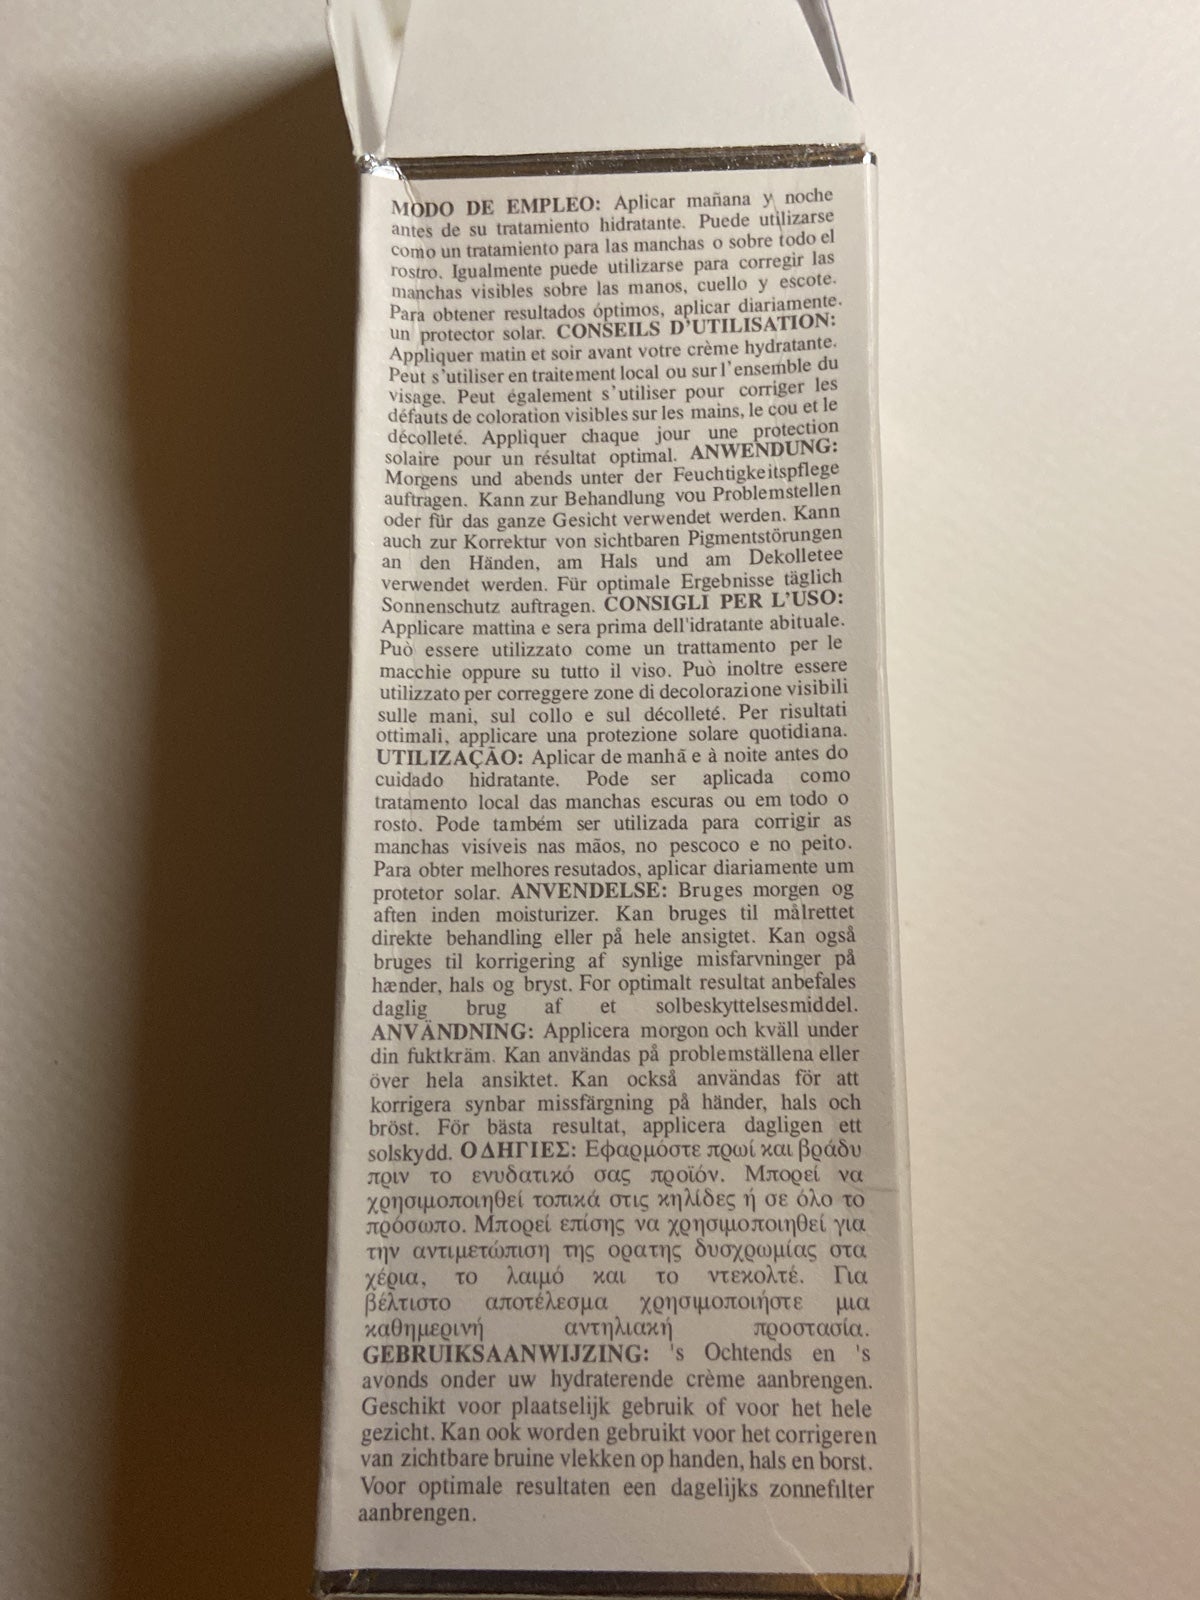 MODO DE EMPLEO: Aplicar mañana y noche
antes de su tratamiento hidratante. Puede utilizarse
como un tratamiento para las manchas o sobre todo el
rostro. Igualmente puede utilizarse para corregir las
manchas visibles sobre las manos, cuello y escote.
Para obtener resultados óptimos, aplicar diariamente.
un protector solar. CONSEILS D'UTILISATION:
Appliquer matin et soir avant votre crème hydratante.
Peut s'utiliser en traitement local ou sur l'ensemble du
visage. Peut également s'utiliser pour corriger les
défauts de coloration visibles sur les mains, le cou et le
décolleté. Appliquer chaque jour une protection
solaire pour un résultat optimal. ANWENDUNG:
Morgens und abends unter der Feuchtigkeitspflege
auftragen. Kann zur Behandlung vou Problemstellen
oder für das ganze Gesicht verwendet werden. Kann
auch zur Korrektur von sichtbaren Pigmentstörungen
an den Händen, am Hals und am Dekolletee
verwendet werden. Für optimale Ergebnisse täglich
Sonnenschutz auftragen. CONSIGLI PER L'USO:
Applicare mattina e sera prima dell'idratante abituale.
Può essere utilizzato come un trattamento per le
macchie oppure su tutto il viso. Può inoltre essere
utilizzato per correggere zone di decolorazione visibili
sulle mani, sul collo e sul décolleté. Per risultati
ottimali, applicare una protezione solare quotidiana.
UTILIZAÇÃO: Aplicar de manhã e à noite antes do
cuidado hidratante. Pode ser aplicada como
tratamento local das manchas escuras ou em todo o
rosto. Pode também ser utilizada para corrigir as
manchas visíveis nas mãos, no pescoco e no peito.
Para obter melhores resutados, aplicar diariamente um
protetor solar. ANVENDELSE: Bruges morgen og
aften inden moisturizer. Kan bruges til målrettet
direkte behandling eller på hele ansigtet. Kan også
bruges til korrigering af synlige misfarvninger på
hænder, hals og bryst. For optimalt resultat anbefales
daglig brug af et solbeskyttelsesmiddel.
ANVÄNDNING: Applicera morgon och kväll under
din fuktkräm. Kan användas på problemställena eller
över hela ansiktet. Kan också användas för att
korrigera synbar missfärgning på händer, hals och
bröst. För bästa resultat, applicera dagligen ett
solskydd. ΟΔΗΓΙΕΣ: Εφαρμόστε πρωί και βράδυ
πριν το ενυδατικό σας προϊόν. Μπορεί να
χρησιμοποιηθεί τοπικά στις κηλίδες ή σε όλο το
πρόσωπο. Μπορεί επίσης να χρησιμοποιηθεί για
την αντιμετώπιση της ορατης δυσχρωμίας στα
χέρια, το λαιμό και το ντεκολτέ. Για
βέλτιστο αποτέλεσμα χρησιμοποιήστε μια
καθημερινή αντηλιακή προστασία.
GEBRUIKSAANWIJZING: 's Ochtends en 's
avonds onder uw hydraterende crème aanbrengen.
Geschikt voor plaatselijk gebruik of voor het hele
gezicht. Kan ook worden gebruikt voor het corrigeren
van zichtbare bruine vlekken op handen, hals en borst.
Voor optimale resultaten een dagelijks zonnefilter
aanbrengen.